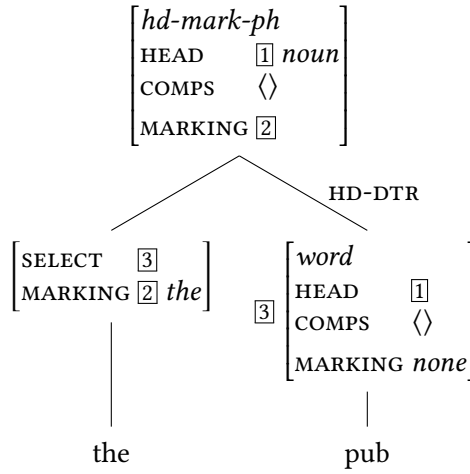 hd-mark-ph
HEAD 1 noun
COMPS ⟨⟩
MARKING 2
HD-DTR
SELECT 3
MARKING 2 the
3
word
HEAD 1
COMPS ⟨⟩
MARKING none
the pub